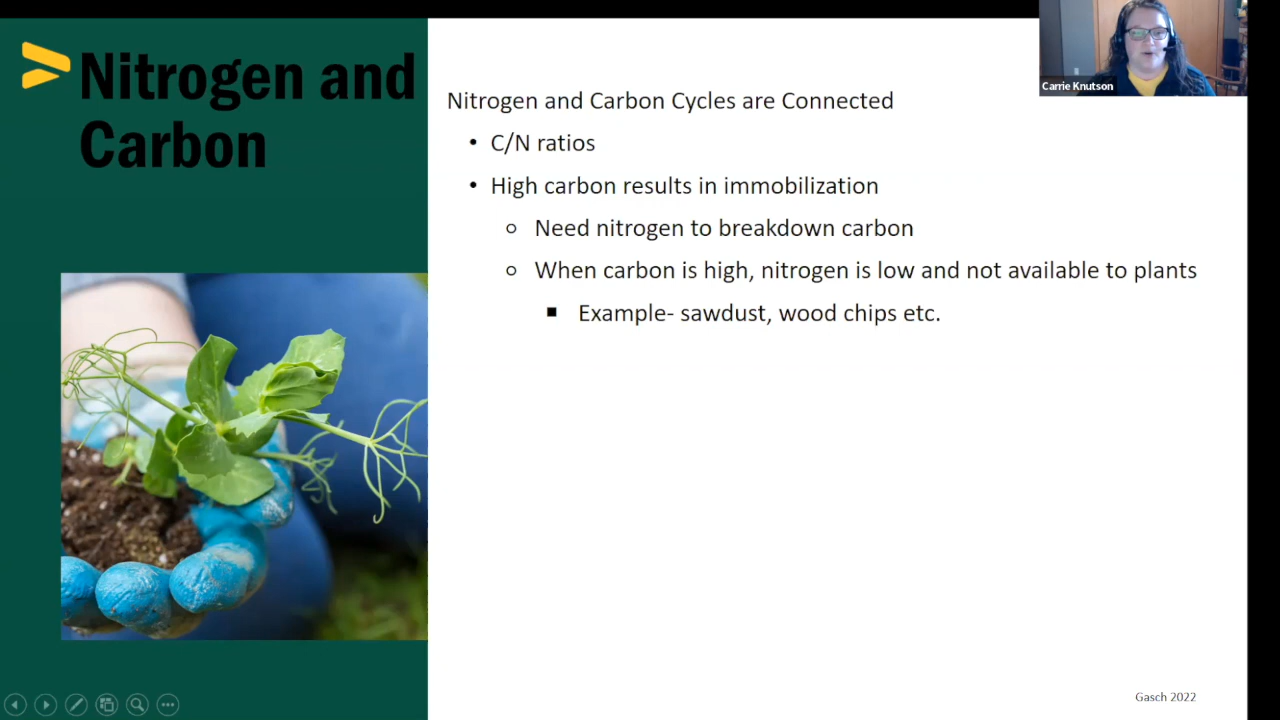 Nitrogen and
Carbon
Nitrogen and Carbon Cycles are Connected
• C/N ratios
• High carbon results in immobilization
o Need nitrogen to breakdown carbon
o When carbon is high, nitrogen is low and not available to plants
▪ Example- sawdust, wood chips etc.
Carrie Knutson
Gasch 2022